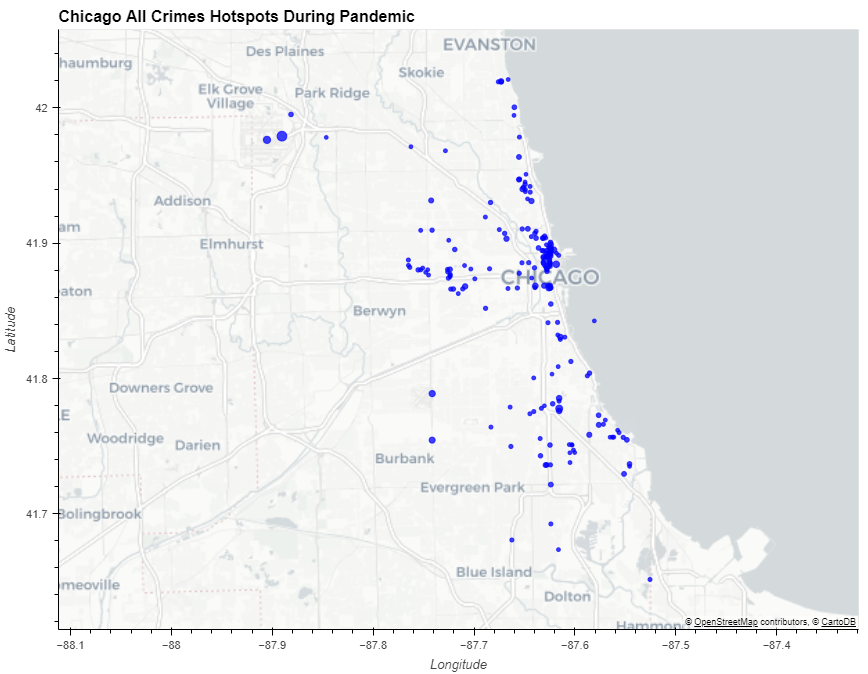 Chicago All Crimes Hotspots During Pandemic
EVANSTON
Des Plaines
haumburg
Skokie
Elk Grove
Village
Park Ridge
42
Addison
am
41.9
Elmhurst
CHICAGO
eaton
Berwyn
Latitude
41.8
Downers Grove
E
Woodridge
Darien
Burbank
Evergreen Park
41.7
Bolingbrook
Blue Island
meoville
Dolton
Hammond
© OpenStreetMap contributors, © CartoDB
−88.1
−88
−87.9
−87.8
−87.7
−87.6
−87.5
−87.4
Longitude